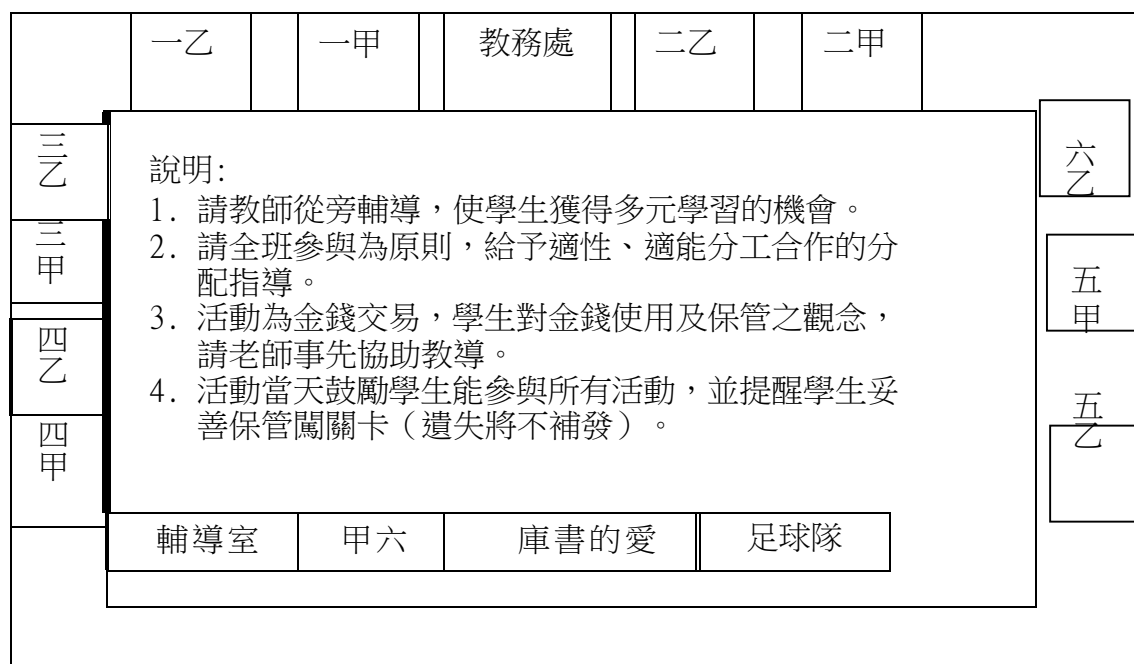 一乙
一甲
教務處
二乙
二甲
三乙
三甲
四乙
四甲
說明:
1. 請教師從旁輔導，使學生獲得多元學習的機會。
2. 請全班參與為原則，給予適性、適能分工合作的分
配指導。
3. 活動為金錢交易，學生對金錢使用及保管之觀念，
請老師事先協助教導。
4. 活動當天鼓勵學生能參與所有活動，並提醒學生妥
善保管闖關卡（遺失將不補發）。
六乙
五甲
五乙
輔導室
甲六
庫書的愛
足球隊